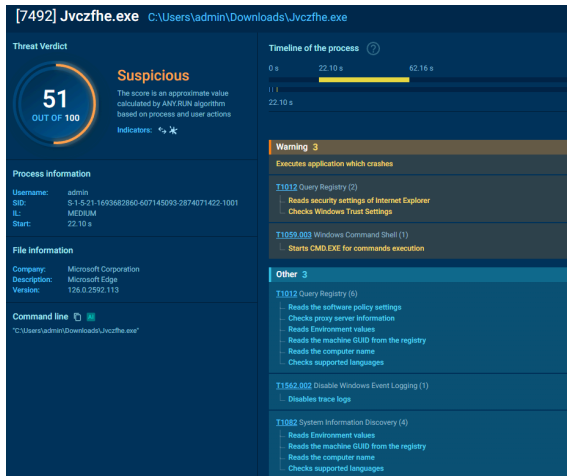 [7492] Jvczfhe.exe C:\Users\admin\Downloads\Jvczfhe.exe
Threat Verdict
51
OUT OF 100
Suspicious
The score is an approximate value
calculated by ANY.RUN algorithm
based on process and user actions
Indicators:
Process information
Username: admin
SID: S-1-5-21-1693682860-607145093-2874071422-1001
IL: MEDIUM
Start: 22.10 s
File information
Company: Microsoft Corporation
Description: Microsoft Edge
Version: 126.0.2592.113
Command line AI
"C:\Users\admin\Downloads\Jvczfhe.exe"
Timeline of the process ?
0 s 22.10 s 62.16 s
22.10 s
Warning 3
Executes application which crashes
T1012 Query Registry (2)
Reads security settings of Internet Explorer
Checks Windows Trust Settings
T1059.003 Windows Command Shell (1)
Starts CMD.EXE for commands execution
Other 3
T1012 Query Registry (6)
Reads the software policy settings
Checks proxy server information
Reads Environment values
Reads the machine GUID from the registry
Reads the computer name
Checks supported languages
T1562.002 Disable Windows Event Logging (1)
Disables trace logs
T1082 System Information Discovery (4)
Reads Environment values
Reads the machine GUID from the registry
Reads the computer name
Checks supported languages